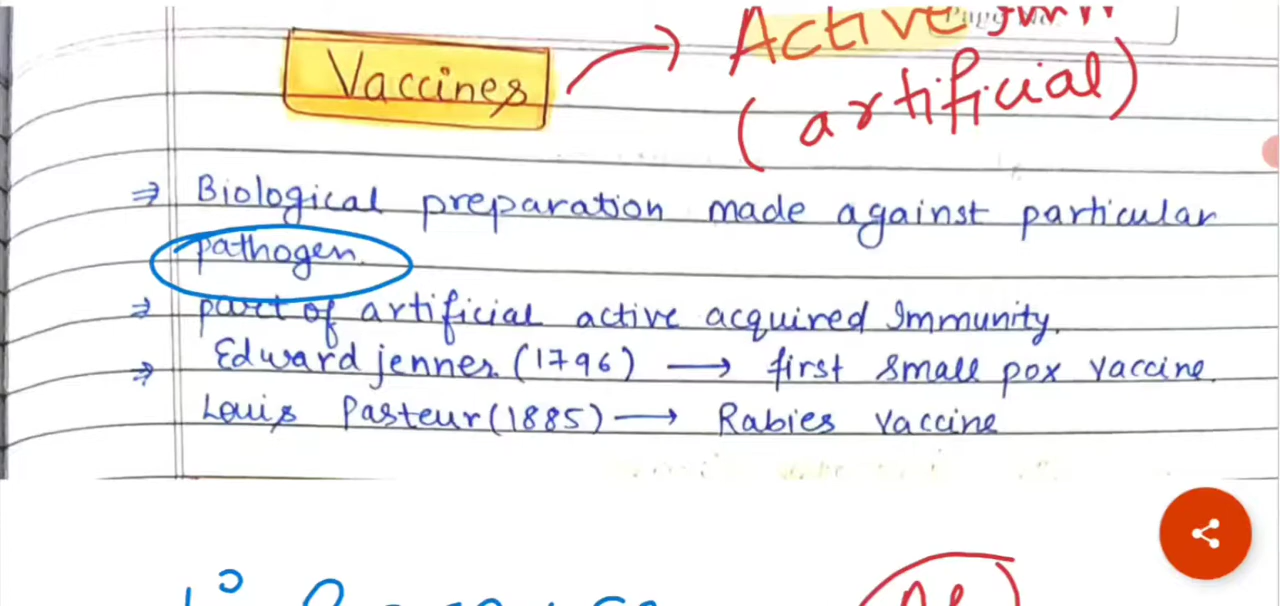 Active
Vaccines → (artificial)
⇒ Biological preparation made against particular
pathogen.
⇒ part of artificial active acquired Immunity.
⇒ Edward jenner (1796) → first small pox vaccine.
Louis Pasteur (1885) → Rabies vaccine
1°